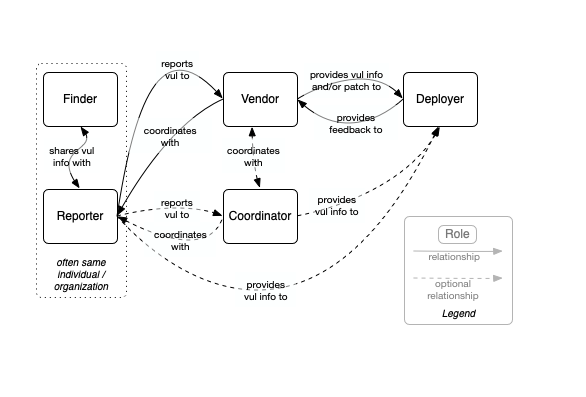 reports
vul to
provides vul info
and/or patch to
Finder
Vendor
Deployer
provides
feedback to
coordinates
with
shares vul
info with
coordinates
with
reports
vul to
provides
vul info to
Reporter
Coordinator
coordinates
with
Role
relationship
often same
individual /
organization
provides
vul info to
optional
relationship
Legend